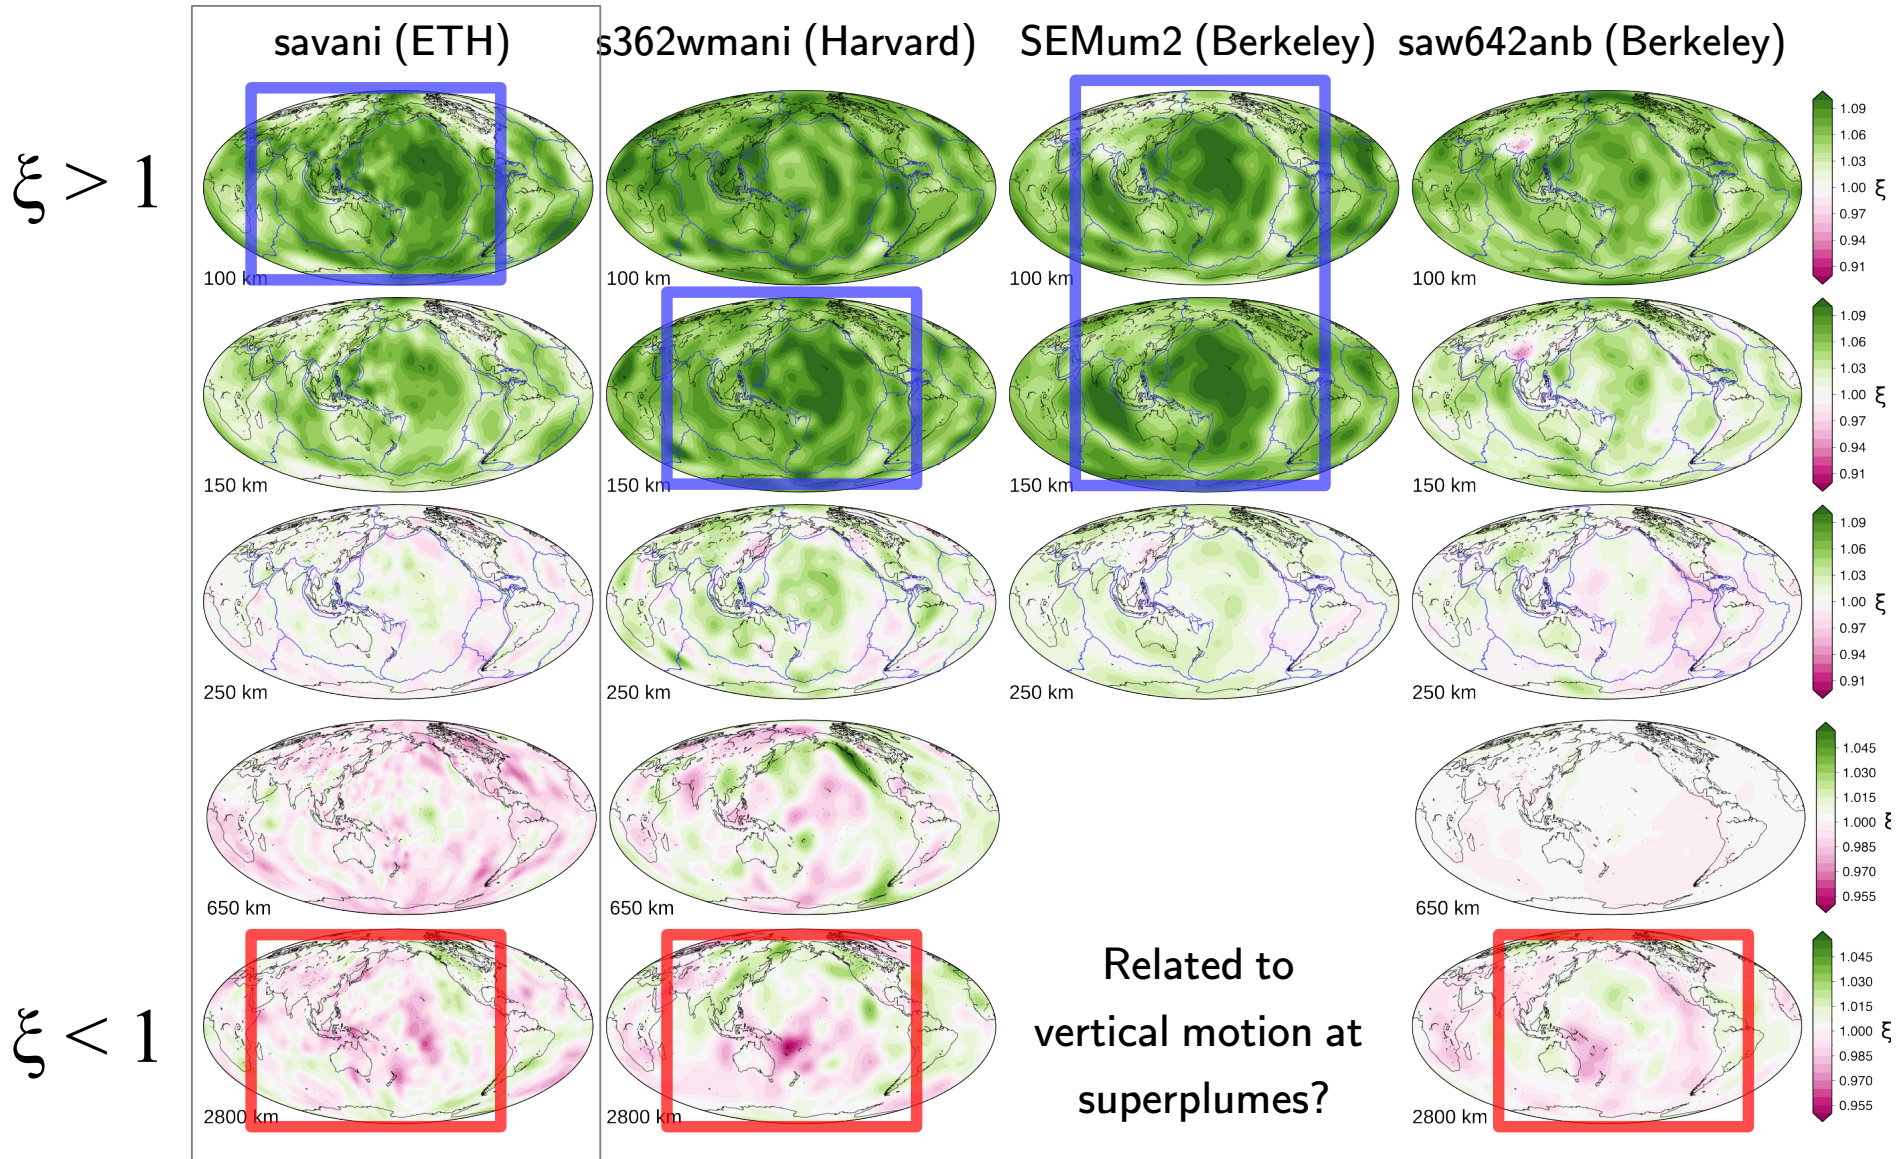 savani (ETH)
s362wmani (Harvard)
SEMum2 (Berkeley)
saw642anb (Berkeley)
ξ > 1
100 km
100 km
100 km
100 km
1.09
1.06
1.03
1.00
0.97
0.94
0.91
ξ
150 km
150 km
150 km
150 km
1.09
1.06
1.03
1.00
0.97
0.94
0.91
ξ
250 km
250 km
250 km
250 km
1.09
1.06
1.03
1.00
0.97
0.94
0.91
ξ
650 km
650 km
650 km
1.045
1.030
1.015
1.000
0.985
0.970
0.955
ξ
ξ < 1
2800 km
2800 km
Related to
vertical motion at
superplumes?
2800 km
1.045
1.030
1.015
1.000
0.985
0.970
0.955
ξ